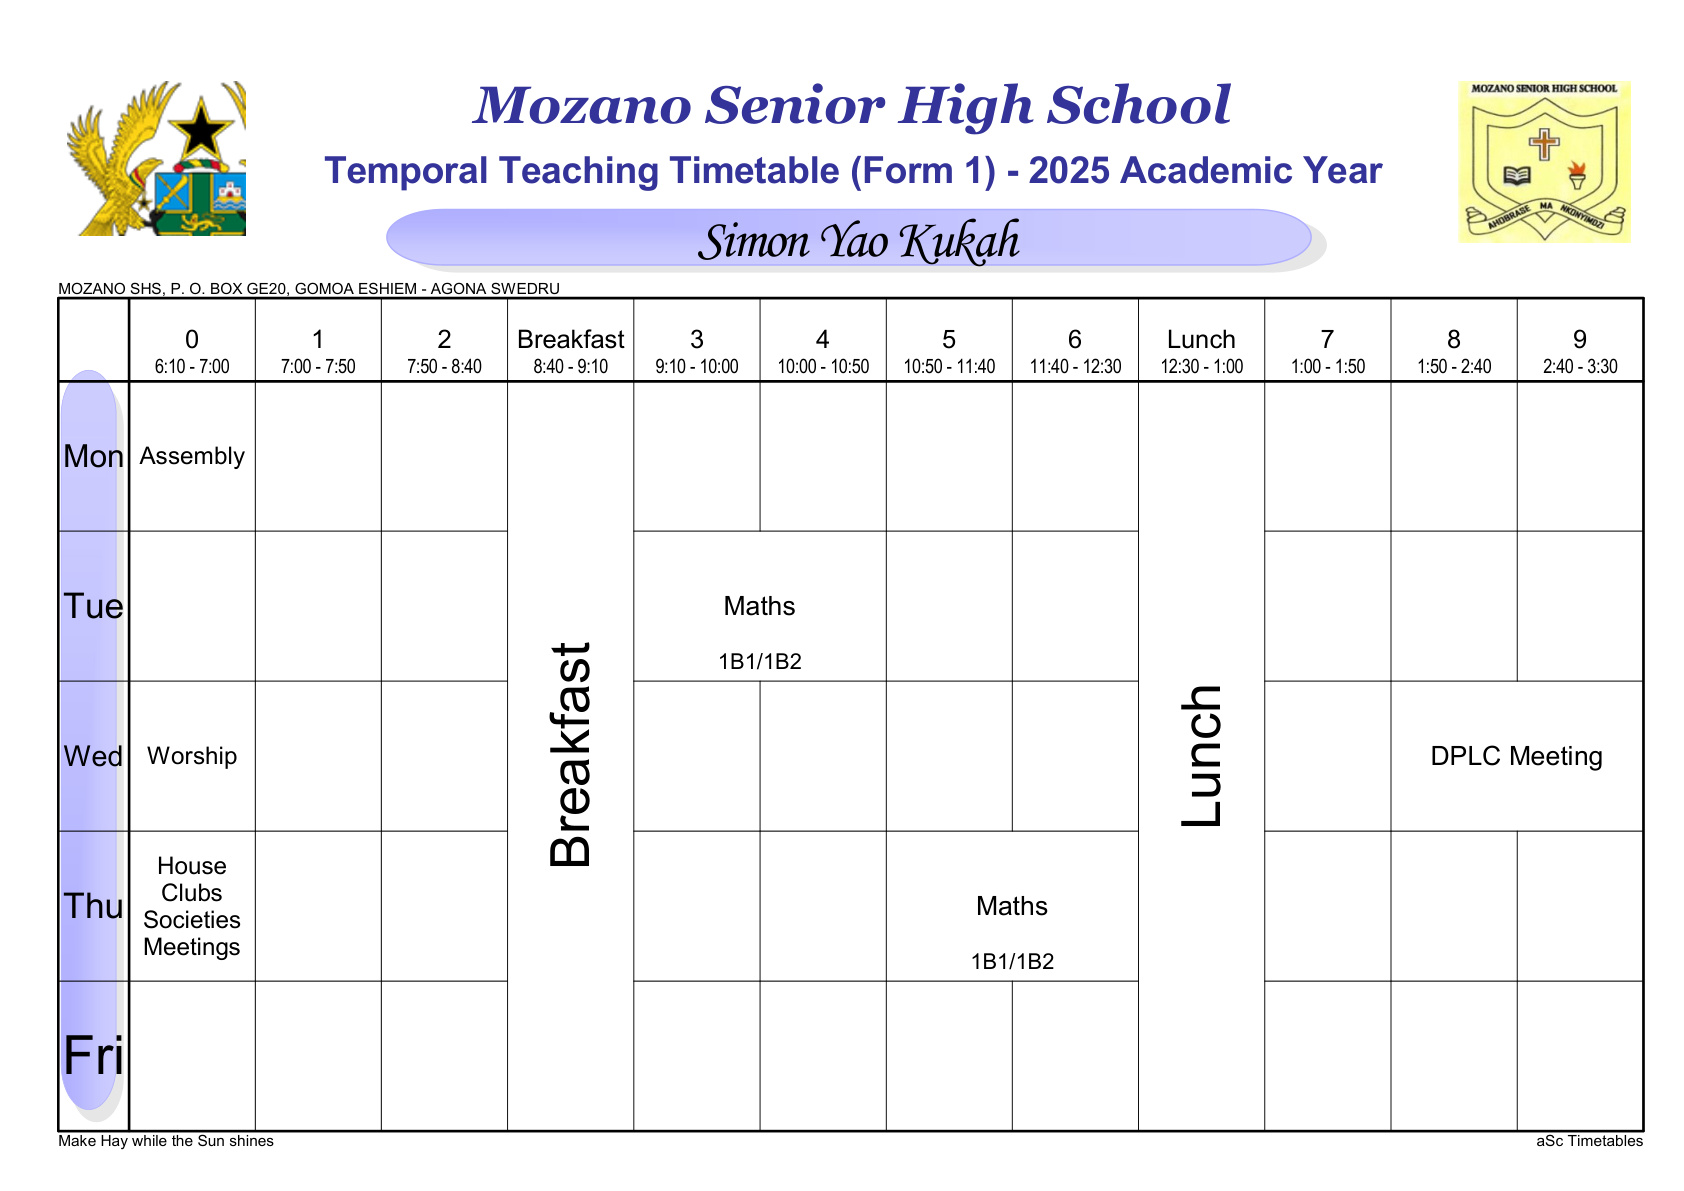 MOZANO SENIOR HIGH SCHOOL
AHOBRASE MA NKUNYIMDZI
Mozano Senior High School
Temporal Teaching Timetable (Form 1) - 2025 Academic Year
Simon Yao Kukah
MOZANO SHS, P. O. BOX GE20, GOMOA ESHIEM - AGONA SWEDRU
0 1 2 Breakfast 3 4 5 6 Lunch 7 8 9
6:10 - 7:00 7:00 - 7:50 7:50 - 8:40 8:40 - 9:10 9:10 - 10:00 10:00 - 10:50 10:50 - 11:40 11:40 - 12:30 12:30 - 1:00 1:00 - 1:50 1:50 - 2:40 2:40 - 3:30
Mon Assembly
Tue Maths
1B1/1B2
Breakfast
Lunch
Wed Worship DPLC Meeting
Thu House
Clubs
Societies
Meetings
Maths
1B1/1B2
Fri
Make Hay while the Sun shines
aSc Timetables